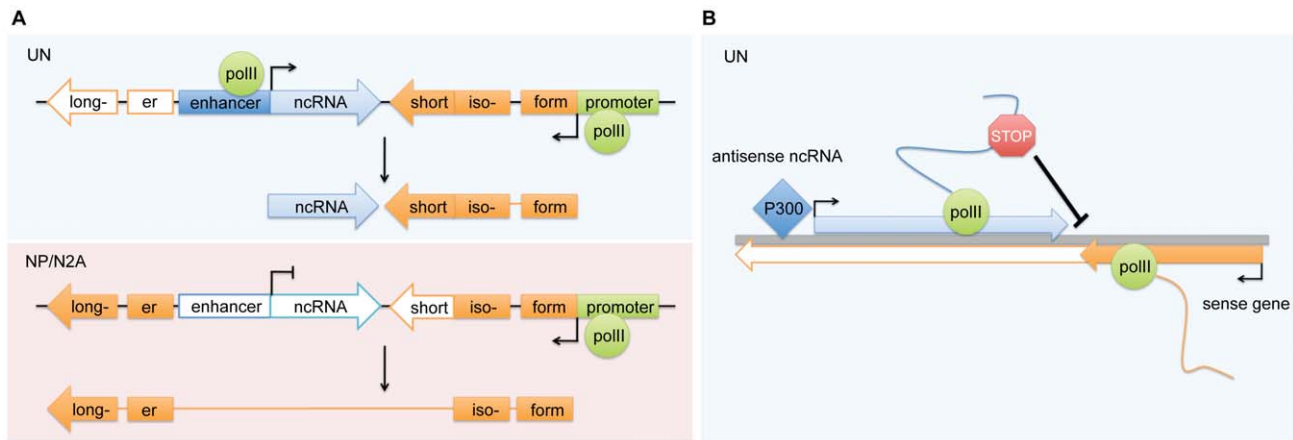 A
UN
polII
long- er enhancer ncRNA short iso- form promoter
polII
ncRNA short iso- form
NP/N2A
long- er enhancer ncRNA short iso- form promoter
polII
long- er iso- form
B
UN
STOP
antisense ncRNA
P300
polII
polII
sense gene